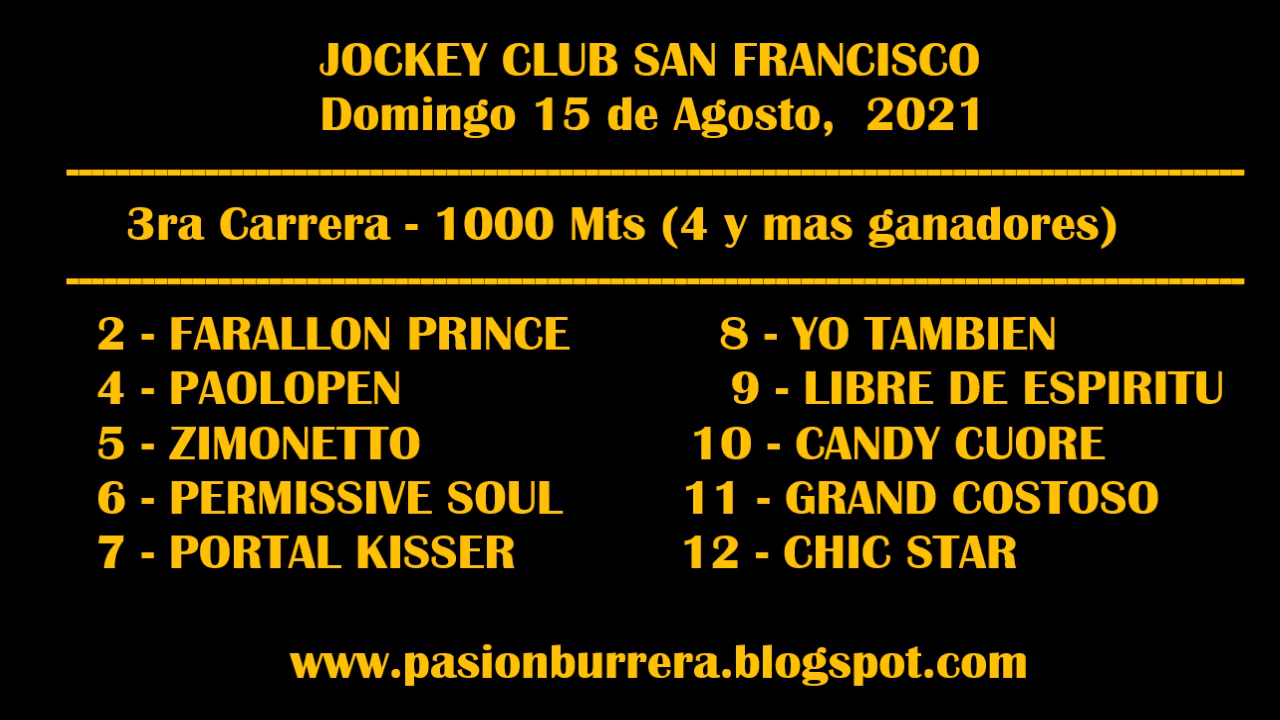 JOCKEY CLUB SAN FRANCISCO
Domingo 15 de Agosto, 2021
3ra Carrera - 1000 Mts (4 y mas ganadores)
2 - FARALLON PRINCE
4 - PAOLOPEN
5 - ZIMONETTO
6 - PERMISSIVE SOUL
7 - PORTAL KISSER
8 - YO TAMBIEN
9 - LIBRE DE ESPIRITU
10 - CANDY CUORE
11 - GRAND COSTOSO
12 - CHIC STAR
www.pasionburrera.blogspot.com